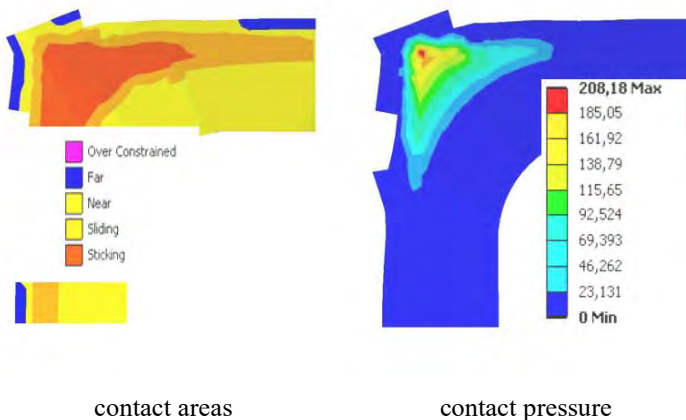 Over Constrained
Far
Near
Sliding
Sticking
208,18 Max
185,05
161,92
138,79
115,65
92,524
69,393
46,262
23,131
0 Min
contact areas
contact pressure